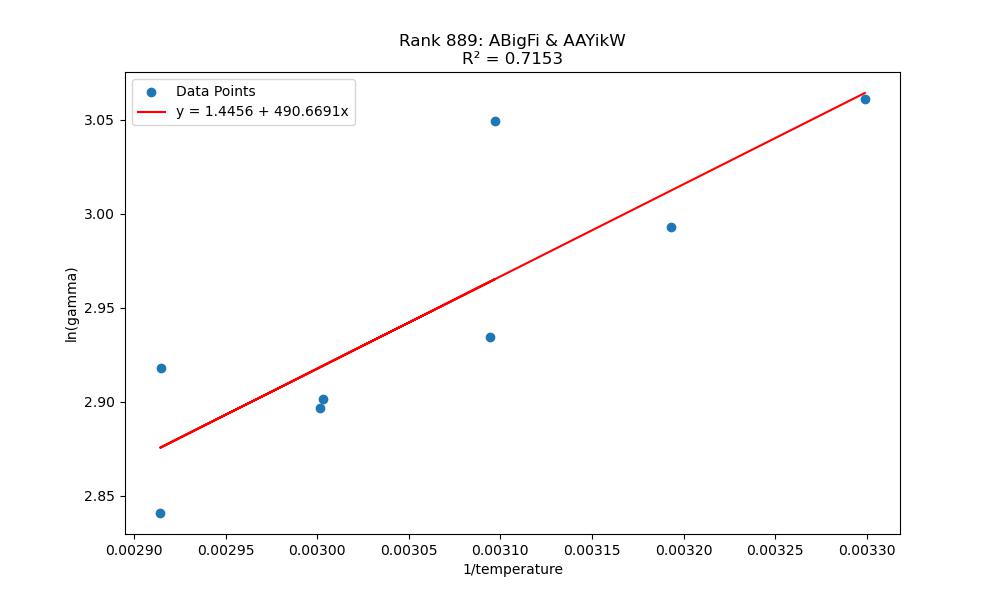 Rank 889: ABigFi & AAYikW
R² = 0.7153
Data Points
y = 1.4456 + 490.6691x
ln(gamma)
3.05
3.00
2.95
2.90
2.85
0.00290 0.00295 0.00300 0.00305 0.00310 0.00315 0.00320 0.00325 0.00330
1/temperature